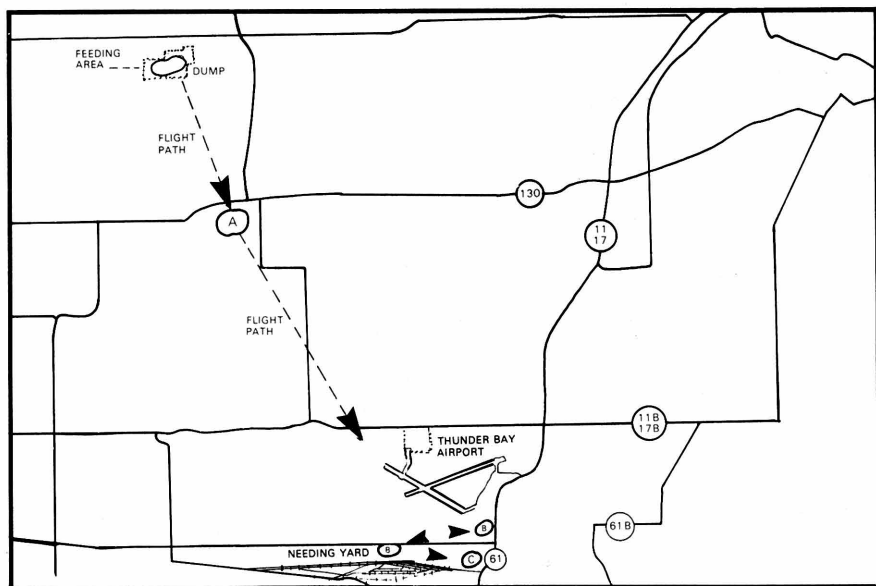 FEEDING
AREA
DUMP
FLIGHT
PATH
130
A
11
17
FLIGHT
PATH
11B
17B
THUNDER BAY
AIRPORT
B
61B
NEEDING YARD
B
C
61